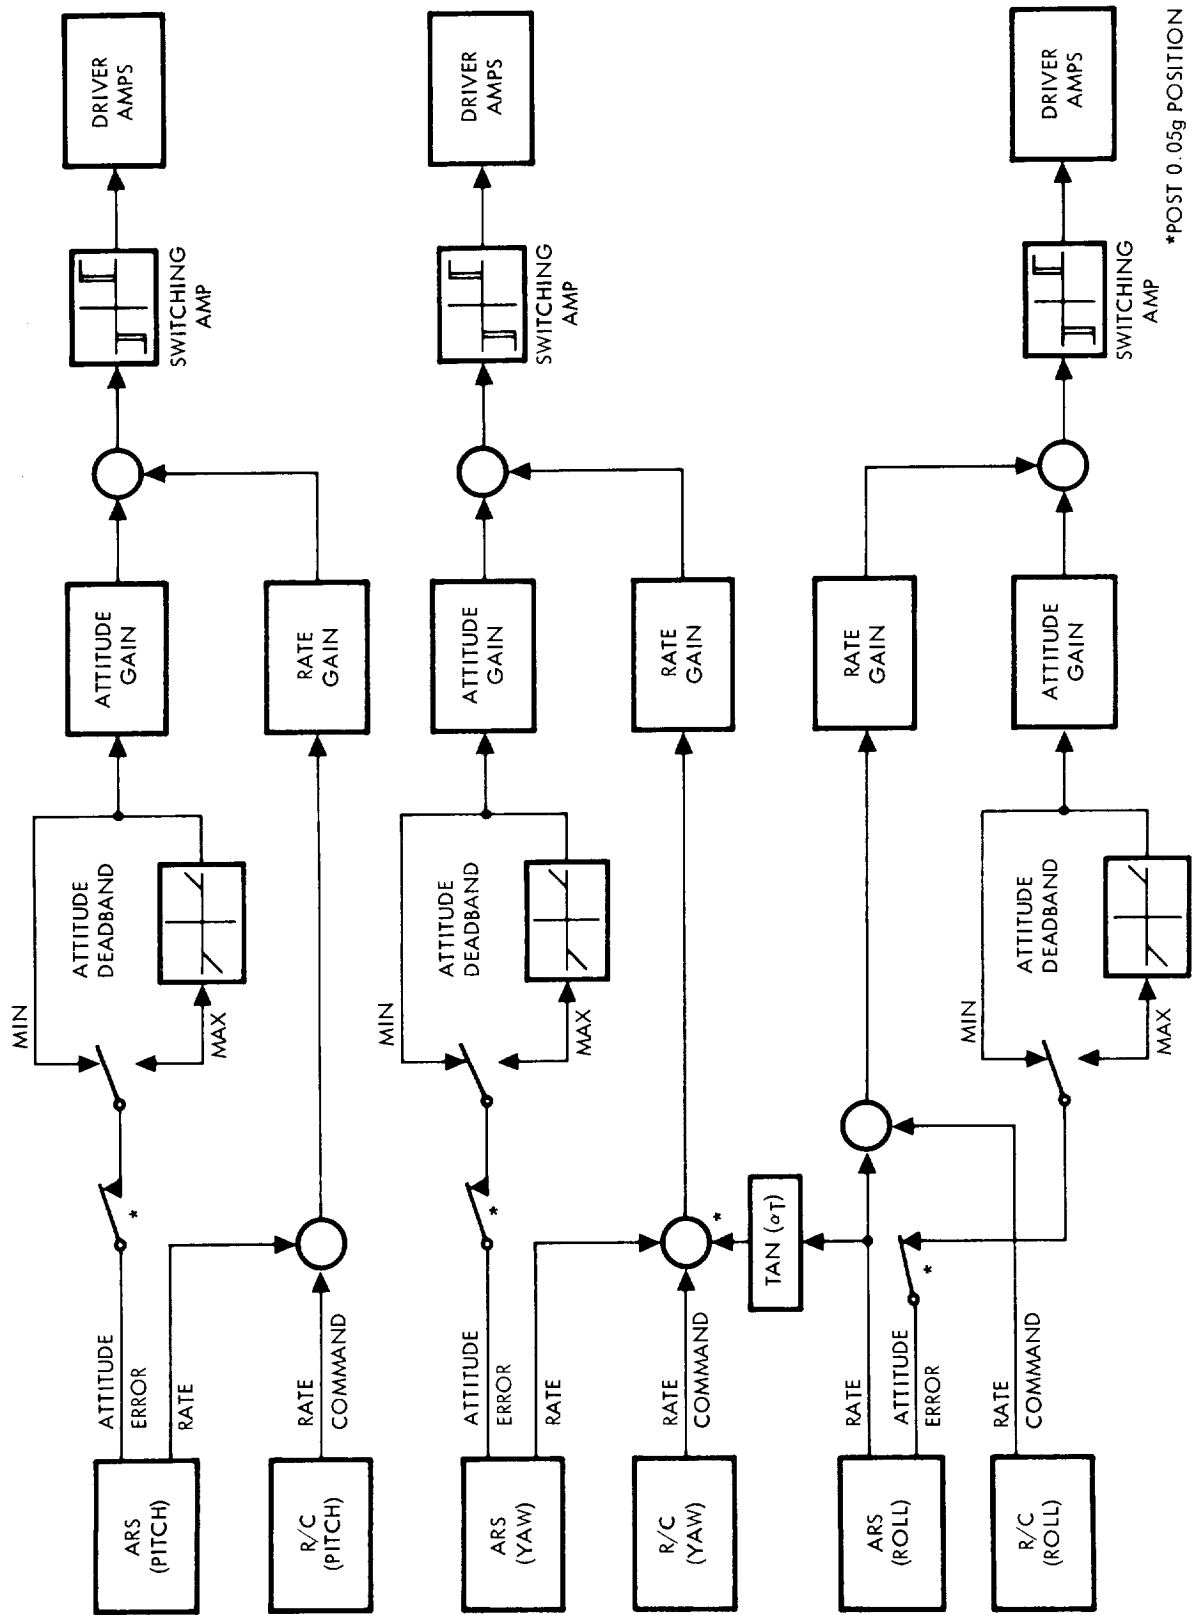 ARS
(PITCH)
ATTITUDE
ERROR
RATE
R/C
(PITCH)
RATE
COMMAND
*
MIN
MAX
ATTITUDE
DEADBAND
ATTITUDE
GAIN
RATE
GAIN
SWITCHING
AMP
DRIVER
AMPS
ARS
(YAW)
ATTITUDE
ERROR
RATE
R/C
(YAW)
RATE
COMMAND
*
*
MIN
MAX
ATTITUDE
DEADBAND
ATTITUDE
GAIN
RATE
GAIN
SWITCHING
AMP
DRIVER
AMPS
TAN (αT)
ARS
(ROLL)
RATE
ATTITUDE
ERROR
R/C
(ROLL)
RATE
COMMAND
*
MIN
MAX
ATTITUDE
DEADBAND
RATE
GAIN
ATTITUDE
GAIN
SWITCHING
AMP
DRIVER
AMPS
*POST 0.05g POSITION